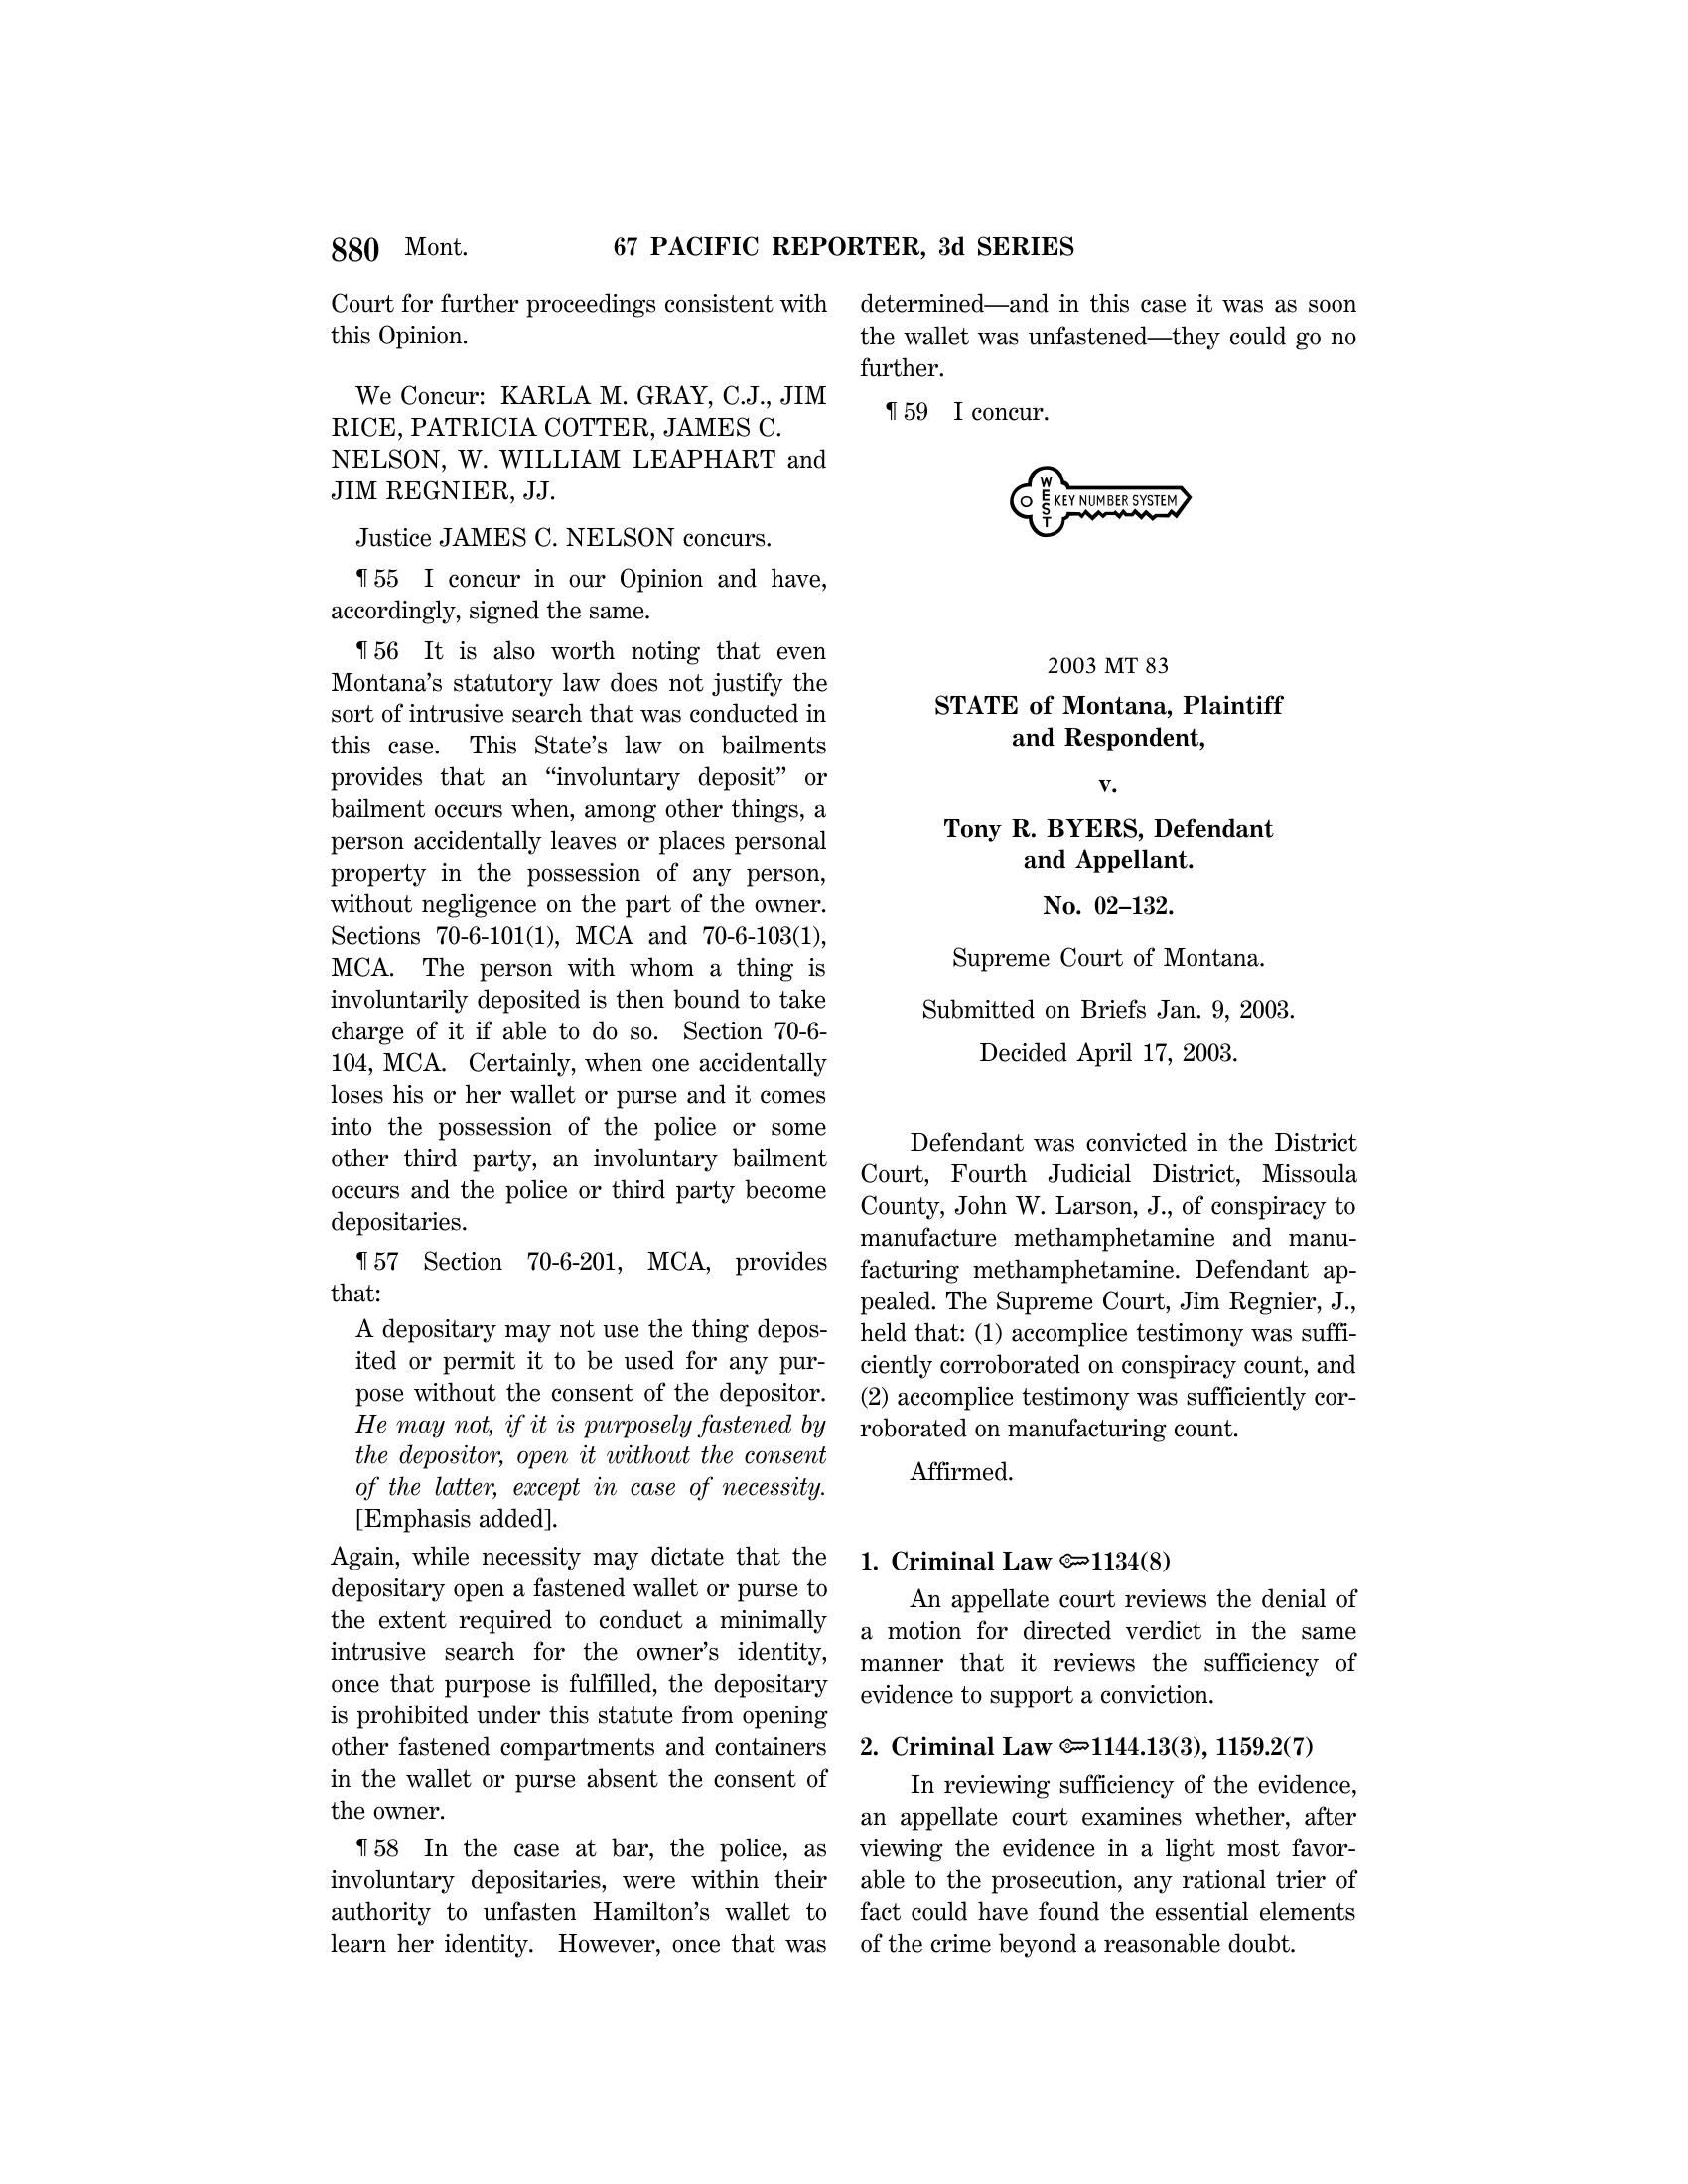 880 Mont. 67 PACIFIC REPORTER, 3d SERIES
Court for further proceedings consistent with
this Opinion.
We Concur: KARLA M. GRAY, C.J., JIM
RICE, PATRICIA COTTER, JAMES C.
NELSON, W. WILLIAM LEAPHART and
JIM REGNIER, JJ.
Justice JAMES C. NELSON concurs.
¶ 55 I concur in our Opinion and have,
accordingly, signed the same.
¶ 56 It is also worth noting that even
Montana's statutory law does not justify the
sort of intrusive search that was conducted in
this case. This State's law on bailments
provides that an “involuntary deposit” or
bailment occurs when, among other things, a
person accidentally leaves or places personal
property in the possession of any person,
without negligence on the part of the owner.
Sections 70-6-101(1), MCA and 70-6-103(1),
MCA. The person with whom a thing is
involuntarily deposited is then bound to take
charge of it if able to do so. Section 70-6-
104, MCA. Certainly, when one accidentally
loses his or her wallet or purse and it comes
into the possession of the police or some
other third party, an involuntary bailment
occurs and the police or third party become
depositaries.
¶ 57 Section 70-6-201, MCA, provides
that:
A depositary may not use the thing depos-
ited or permit it to be used for any pur-
pose without the consent of the depositor.
He may not, if it is purposely fastened by
the depositor, open it without the consent
of the latter, except in case of necessity.
[Emphasis added].
Again, while necessity may dictate that the
depositary open a fastened wallet or purse to
the extent required to conduct a minimally
intrusive search for the owner's identity,
once that purpose is fulfilled, the depositary
is prohibited under this statute from opening
other fastened compartments and containers
in the wallet or purse absent the consent of
the owner.
¶ 58 In the case at bar, the police, as
involuntary depositaries, were within their
authority to unfasten Hamilton's wallet to
learn her identity. However, once that was
determined—and in this case it was as soon
the wallet was unfastened—they could go no
further.
¶ 59 I concur.
WEST KEY NUMBER SYSTEM
2003 MT 83
STATE of Montana, Plaintiff
and Respondent,
v.
Tony R. BYERS, Defendant
and Appellant.
No. 02–132.
Supreme Court of Montana.
Submitted on Briefs Jan. 9, 2003.
Decided April 17, 2003.
Defendant was convicted in the District
Court, Fourth Judicial District, Missoula
County, John W. Larson, J., of conspiracy to
manufacture methamphetamine and manu-
facturing methamphetamine. Defendant ap-
pealed. The Supreme Court, Jim Regnier, J.,
held that: (1) accomplice testimony was suffi-
ciently corroborated on conspiracy count, and
(2) accomplice testimony was sufficiently cor-
roborated on manufacturing count.
Affirmed.
1. Criminal Law 1134(8)
An appellate court reviews the denial of
a motion for directed verdict in the same
manner that it reviews the sufficiency of
evidence to support a conviction.
2. Criminal Law 1144.13(3), 1159.2(7)
In reviewing sufficiency of the evidence,
an appellate court examines whether, after
viewing the evidence in a light most favor-
able to the prosecution, any rational trier of
fact could have found the essential elements
of the crime beyond a reasonable doubt.